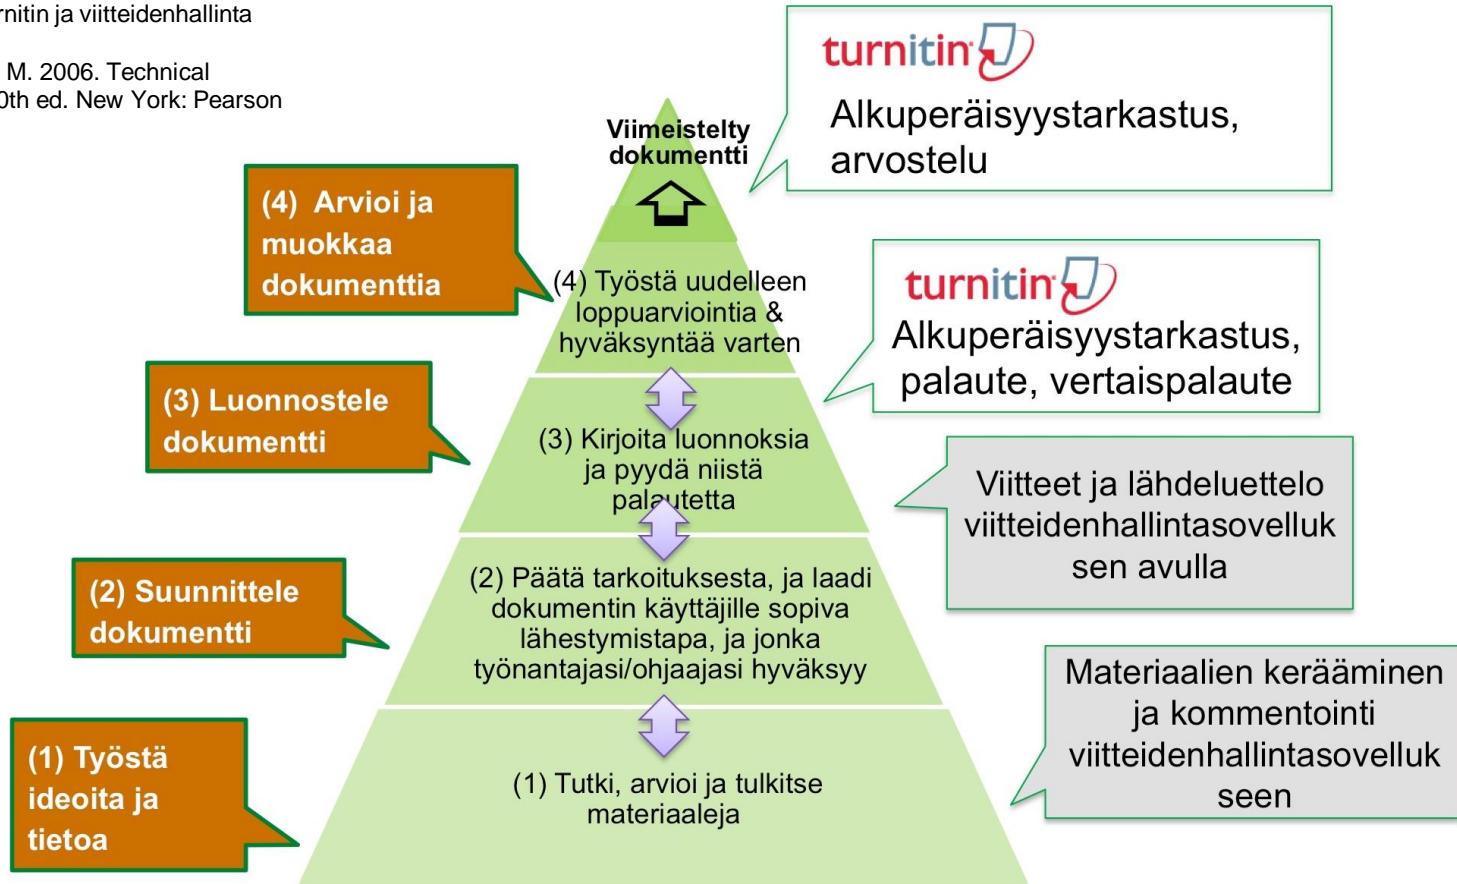 rnitin ja viitteidenhallinta
M. 2006. Technical
0th ed. New York: Pearson
turnitin
Alkuperäisyystarkastus,
arvostelu
Viimeistelty
dokumentti
(4) Arvioi ja
muokkaa
dokumenttia
(4) Työstä uudelleen
loppuarviointia &
hyväksyntää varten
turnitin
Alkuperäisyystarkastus,
palaute, vertaispalaute
(3) Luonnostele
dokumentti
(3) Kirjoita luonnoksia
ja pyydä niistä
palautetta
Viitteet ja lähdeluettelo
viitteidenhallintasovelluk
sen avulla
(2) Suunnittele
dokumentti
(2) Päätä tarkoituksesta, ja laadi
dokumentin käyttäjille sopiva
lähestymistapa, ja jonka
työnantajasi/ohjaajasi hyväksyy
Materiaalien kerääminen
ja kommentointi
viitteidenhallintasovelluk
seen
(1) Työstä
ideoita ja
tietoa
(1) Tutki, arvioi ja tulkitse
materiaaleja